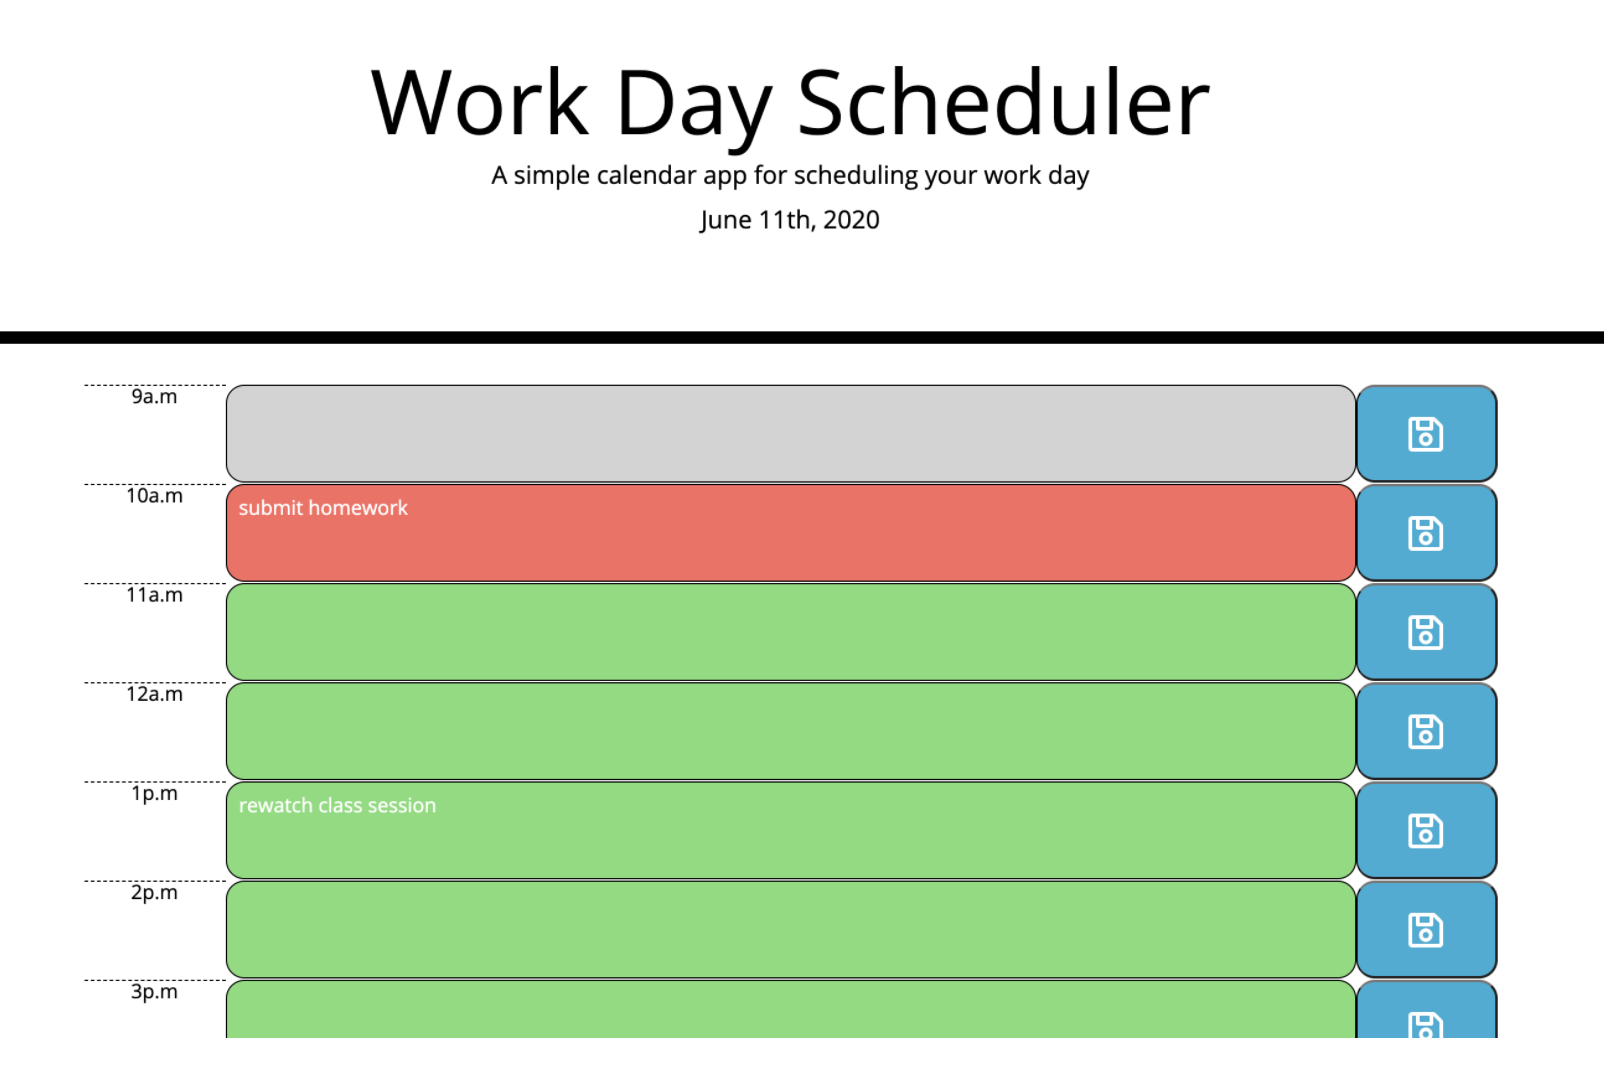 Work Day Scheduler
A simple calendar app for scheduling your work day
June 11th, 2020
9a.m
10a.m
submit homework
11a.m
12a.m
1p.m
rewatch class session
2p.m
3p.m